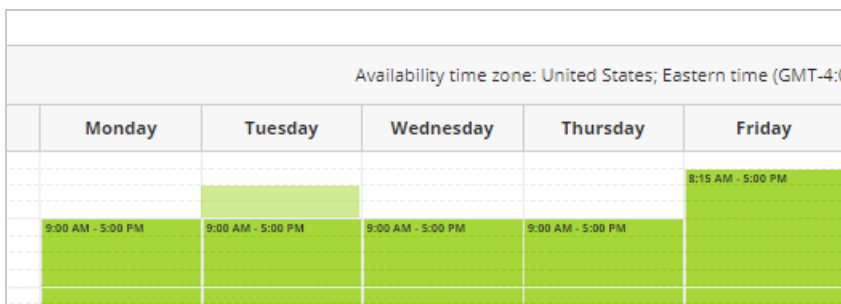 Availability time zone: United States; Eastern time (GMT-4:0
Monday Tuesday Wednesday Thursday Friday
8:15 AM - 5:00 PM
9:00 AM - 5:00 PM 9:00 AM - 5:00 PM 9:00 AM - 5:00 PM 9:00 AM - 5:00 PM